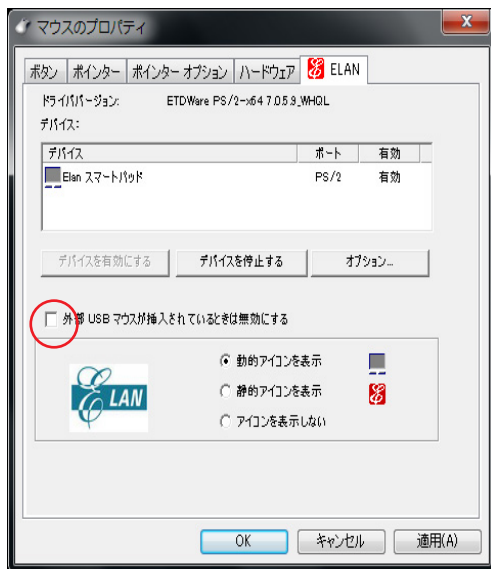 マウスのプロパティ
ボタン ポインター ポインター オプション ハードウェア ELAN
ドライババージョン: ETDWare PS/2-x64 7.0.5.9_WHQL
デバイス:
デバイス ポート 有効
Elan スマートパッド PS/2 有効
デバイスを有効にする デバイスを停止する オプション...
外部 USB マウスが挿入されているときは無効にする
動的アイコンを表示
ELAN 静的アイコンを表示
アイコンを表示しない
OK キャンセル 適用(A)